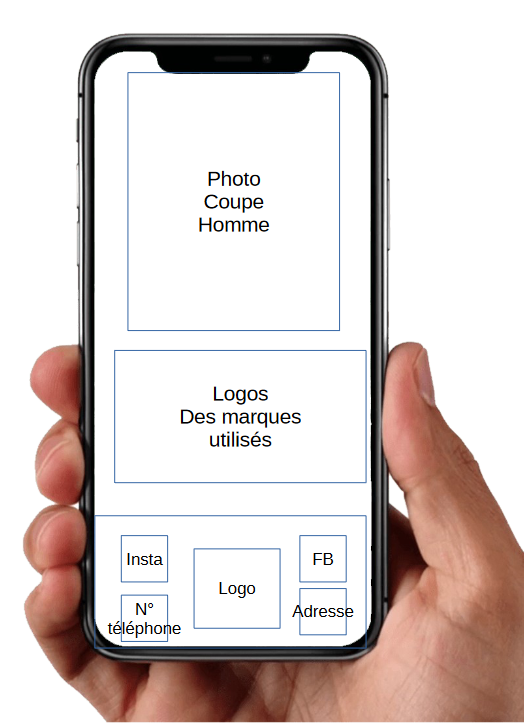 Photo
Coupe
Homme
Logos
Des marques
utilisés
Insta
FB
Logo
N°
téléphone
Adresse